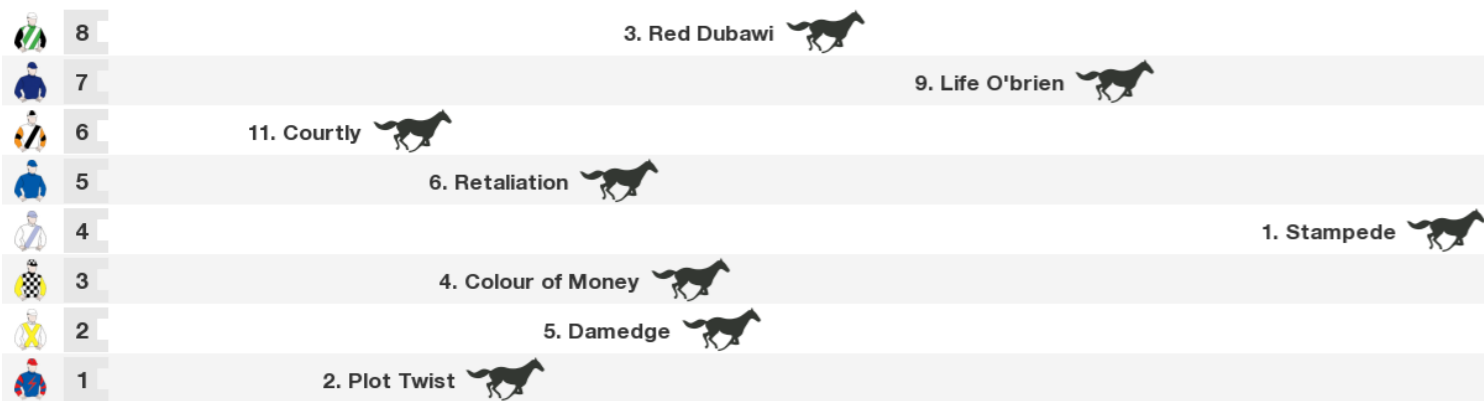 8 3. Red Dubawi
7 9. Life O'brien
6 11. Courtly
5 6. Retaliation
4 1. Stampede
3 4. Colour of Money
2 5. Damedge
1 2. Plot Twist